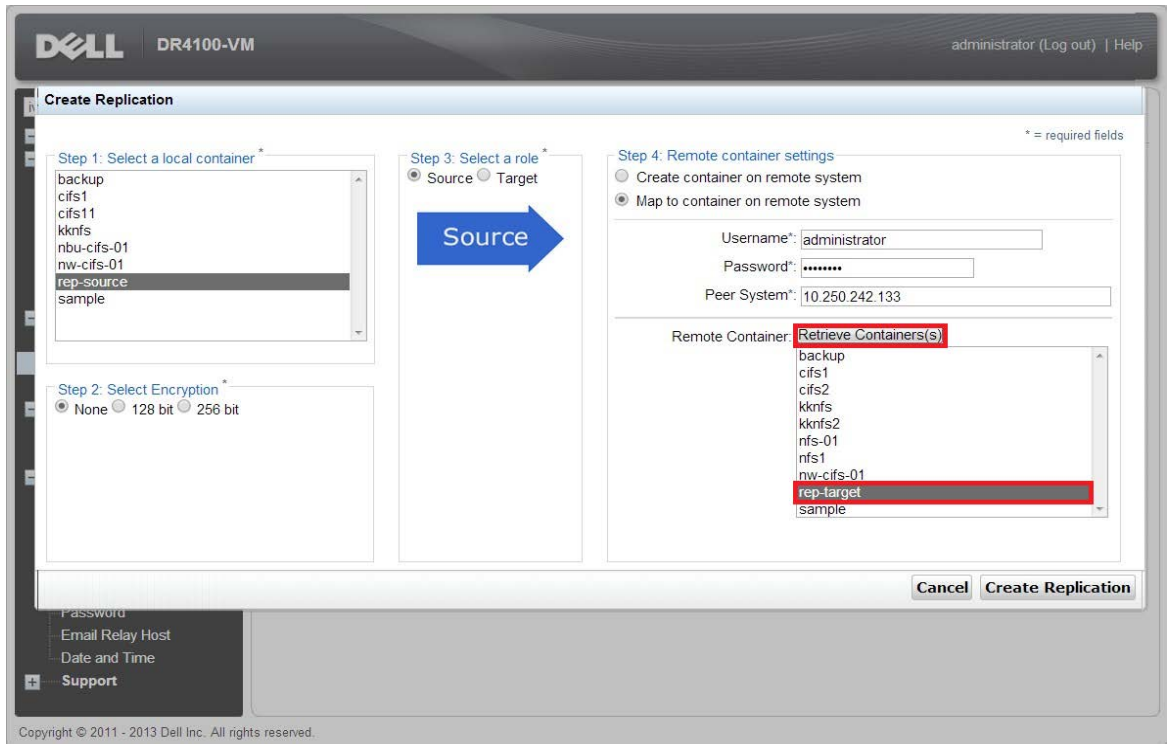 DELL DR4100-VM
administrator (Log out) | Help
Create Replication
* = required fields
Step 1: Select a local container *
backup
cifs1
cifs11
kknfs
nbu-cifs-01
nw-cifs-01
rep-source
sample
Step 2: Select Encryption *
None 128 bit 256 bit
Step 3: Select a role *
Source Target
Source
Step 4: Remote container settings
Create container on remote system
Map to container on remote system
Username*: administrator
Password*: ••••••••
Peer System*: 10.250.242.133
Remote Container: Retrieve Containers(s)
backup
cifs1
cifs2
kknfs
kknfs2
nfs-01
nfs1
nw-cifs-01
rep-target
sample
Cancel Create Replication
Password
Email Relay Host
Date and Time
Support
Copyright © 2011 - 2013 Dell Inc. All rights reserved.